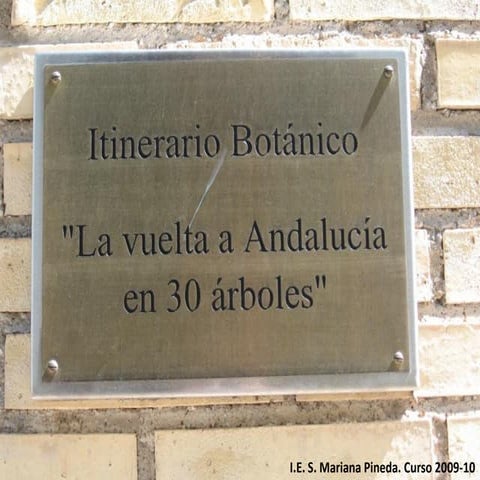 Itinerario Botánico
"La vuelta a Andalucía
en 30 árboles"
I.E. S. Mariana Pineda. Curso 2009-10